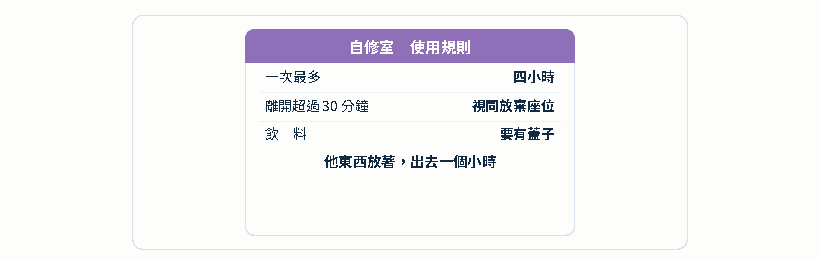 自修室　使用規則
一次最多 四小時
離開超過 30 分鐘 視同放棄座位
飲　料 要有蓋子
他東西放著，出去一個小時